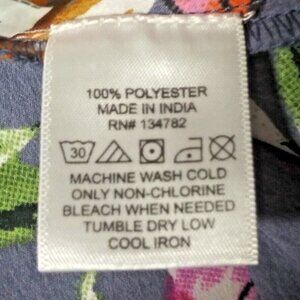 100% POLYESTER
MADE IN INDIA
RN# 134782
30
MACHINE WASH COLD
ONLY NON-CHLORINE
BLEACH WHEN NEEDED
TUMBLE DRY LOW
COOL IRON